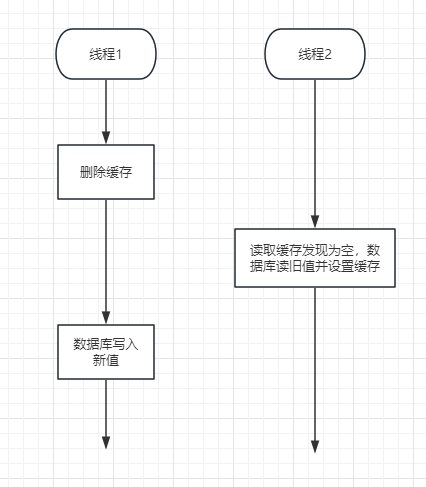 线程1
线程2
删除缓存
读取缓存发现为空，数
据库读旧值并设置缓存
数据库写入
新值